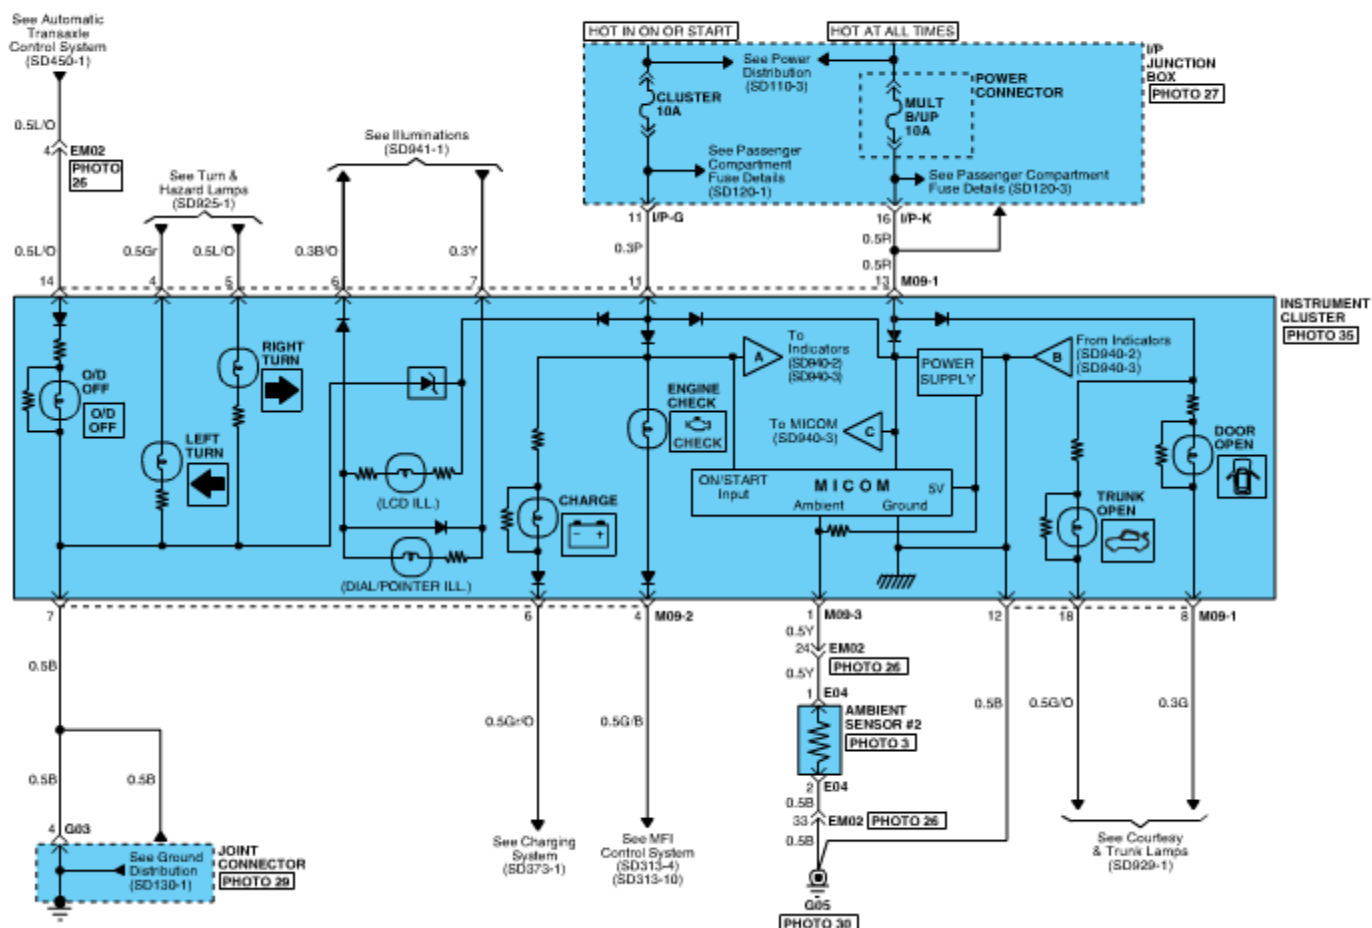 See Automatic
Transaxle
Control System
(SD450-1)
0.5L/O
4
EM02
PHOTO
26
See Turn &
Hazard Lamps
(SD925-1)
See Illuminations
(SD941-1)
0.5L/O
0.5Gr
0.5L/O
0.3B/O
0.3Y
14
4
5
6
7
HOT IN ON OR START
HOT AT ALL TIMES
See Power
Distribution
(SD110-3)
CLUSTER
10A
MULT
B/UP
10A
POWER
CONNECTOR
I/P
JUNCTION
BOX
PHOTO 27
See Passenger
Compartment
Fuse Details
(SD120-1)
See Passenger Compartment
Fuse Details (SD120-3)
11
I/P-G
16
I/P-K
0.3P
0.5R
0.5R
11
13
M09-1
INSTRUMENT
CLUSTER
PHOTO 35
O/D
OFF
O/D
OFF
RIGHT
TURN
LEFT
TURN
(LCD ILL.)
(DIAL/POINTER ILL.)
CHARGE
- +
ENGINE
CHECK
CHECK
A
To
Indicators
(SD940-2)
(SD940-3)
POWER
SUPPLY
B
From Indicators
(SD940-2)
(SD940-3)
To MICOM
(SD940-3)
C
ON/START
Input
MICOM
5V
Ambient
Ground
TRUNK
OPEN
DOOR
OPEN
7
6
4
M09-2
1
M09-3
12
18
8
M09-1
0.5Y
24
EM02
PHOTO 26
0.5Y
1
E04
AMBIENT
SENSOR #2
PHOTO 3
2
E04
0.5B
33
EM02
PHOTO 26
0.5B
G05
PHOTO 30
0.5B
0.5Gr/O
0.5G/B
0.5B
0.5G/O
0.3G
0.5B
0.5B
4
G03
See Ground
Distribution
(SD130-1)
JOINT
CONNECTOR
PHOTO 29
See Charging
System
(SD373-1)
See MFI
Control System
(SD313-4)
(SD313-10)
See Courtesy
& Trunk Lamps
(SD929-1)